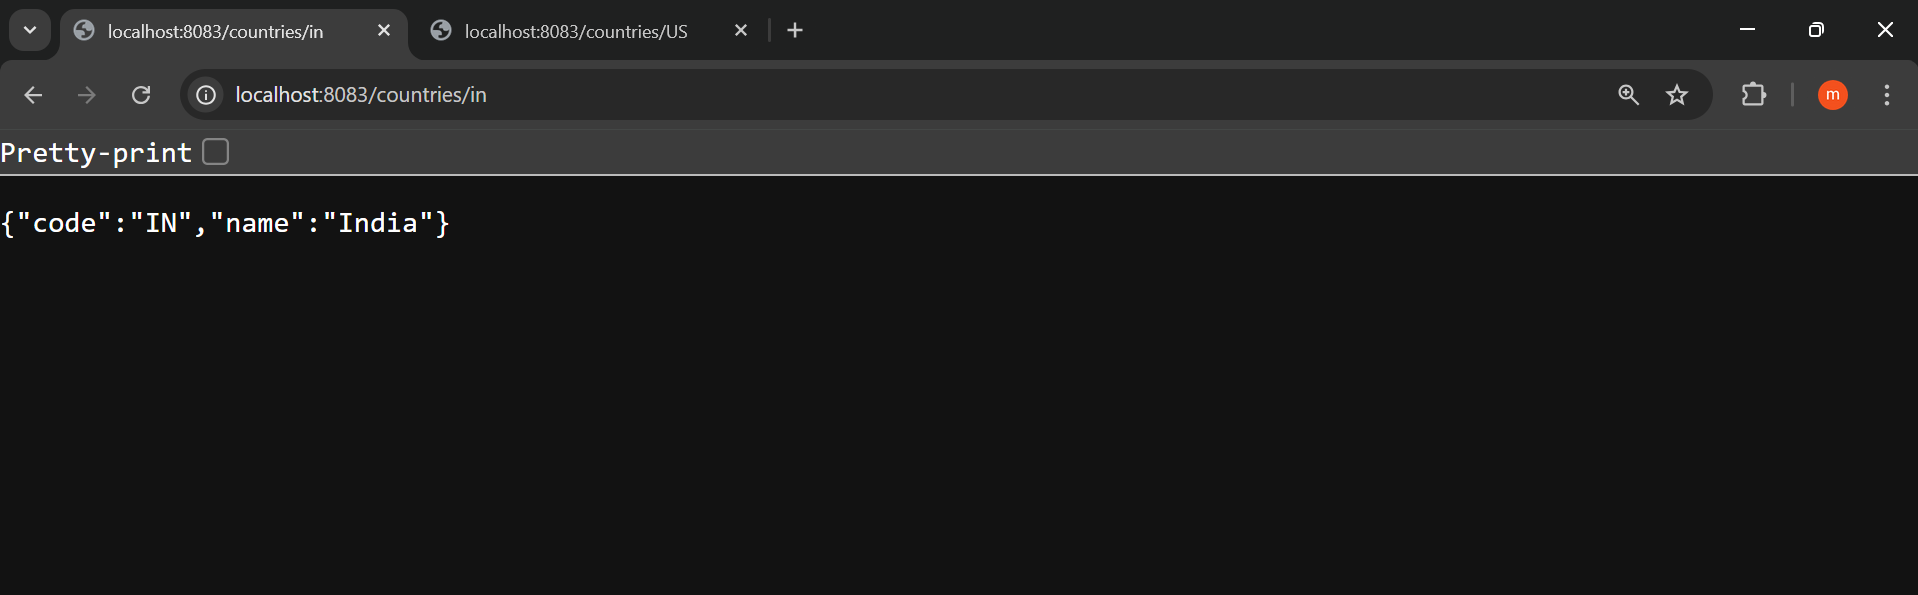 localhost:8083/countries/in
localhost:8083/countries/US
localhost:8083/countries/in
m
Pretty-print
{"code":"IN","name":"India"}